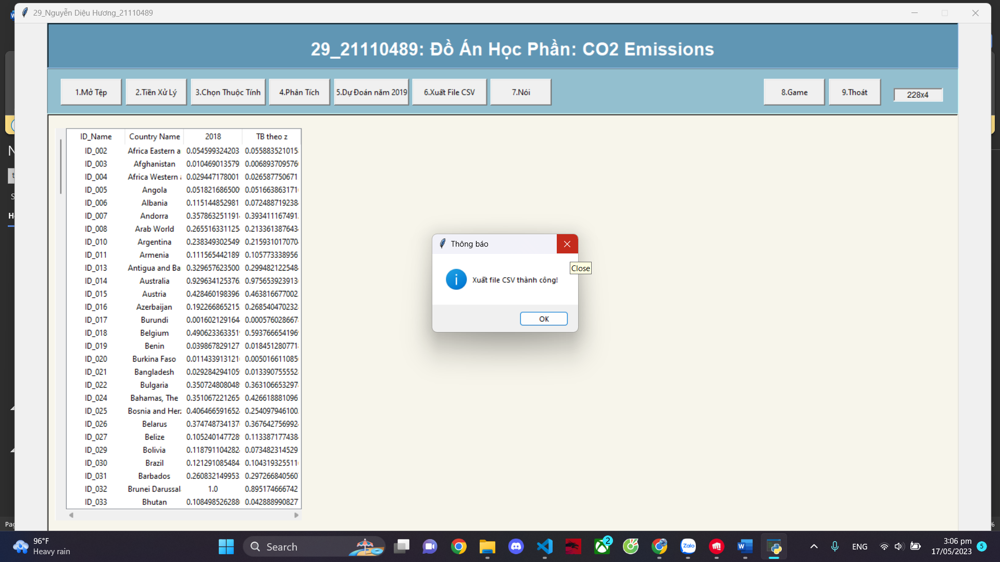 29_Nguyễn Diệu Hương_21110489
29_21110489: Đồ Án Học Phần: CO2 Emissions
1.Mở Tệp 2.Tiền Xử Lý 3.Chọn Thuộc Tính 4.Phân Tích 5.Dự Đoán năm 2019 6.Xuất File CSV 7.Nói 8.Game 9.Thoát 228x4
ID_Name Country Name 2018 TB theo z
ID_002 Africa Eastern a 0.054599324203 0.055883521015
ID_003 Afghanistan 0.010469013579 0.006893709576
ID_004 Africa Western 0.029447178001 0.026587750671
ID_005 Angola 0.051821686500 0.051663863171
ID_006 Albania 0.115144852981 0.072488719238
ID_007 Andorra 0.357863251191 0.393411167491
ID_008 Arab World 0.265516331125 0.213361387643
ID_010 Argentina 0.238349302549 0.215931017070
ID_011 Armenia 0.111565442189 0.105773338956
ID_013 Antigua and Ba 0.329657623500 0.299482122548
ID_014 Australia 0.929634125376 0.975653923913
ID_015 Austria 0.428460198396 0.463816677002
ID_016 Azerbaijan 0.192266865215 0.268540470232
ID_017 Burundi 0.001602129164 0.000576028667
ID_018 Belgium 0.490623363351 0.593766654196
ID_019 Benin 0.039867829127 0.018451280771
ID_020 Burkina Faso 0.011433913121 0.005016611085
ID_021 Bangladesh 0.029284294105 0.013390755552
ID_022 Bulgaria 0.350724808048 0.363106653297
ID_024 Bahamas, The 0.351067221265 0.426618881096
ID_025 Bosnia and Her 0.406466591652 0.254097946100
ID_026 Belarus 0.374748734137 0.367642756992
ID_027 Belize 0.105240147728 0.113387177438
ID_029 Bolivia 0.118791104282 0.073482314529
ID_030 Brazil 0.121291085484 0.104319325511
ID_031 Barbados 0.260832149953 0.297266840560
ID_032 Brunei Darussal 1.0 0.895174666742
ID_033 Bhutan 0.108498526288 0.042888990827
Thông báo
Close
Xuất file CSV thành công!
OK
96°F
Heavy rain
Search
Zalo
2
ENG
3:06 pm
17/05/2023
5